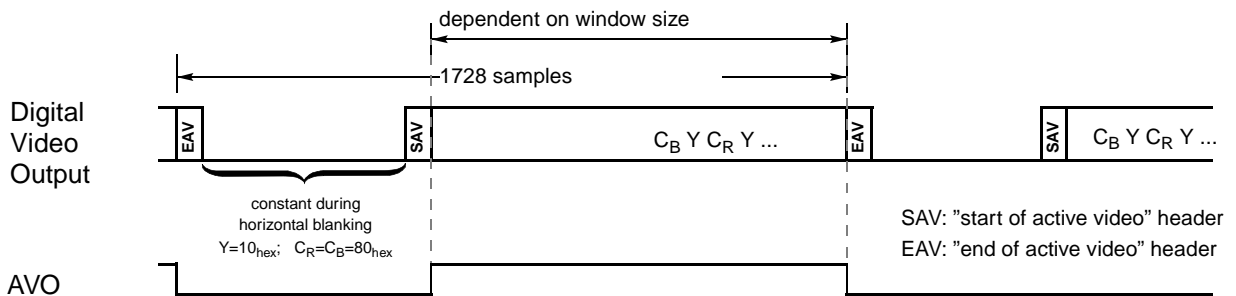 dependent on window size
1728 samples
Digital
Video
Output
EAV
SAV
C_B Y C_R Y ...
EAV
SAV
C_B Y C_R Y ...
constant during
horizontal blanking
Y=10_hex; C_R=C_B=80_hex
SAV: ”start of active video” header
EAV: ”end of active video” header
AVO